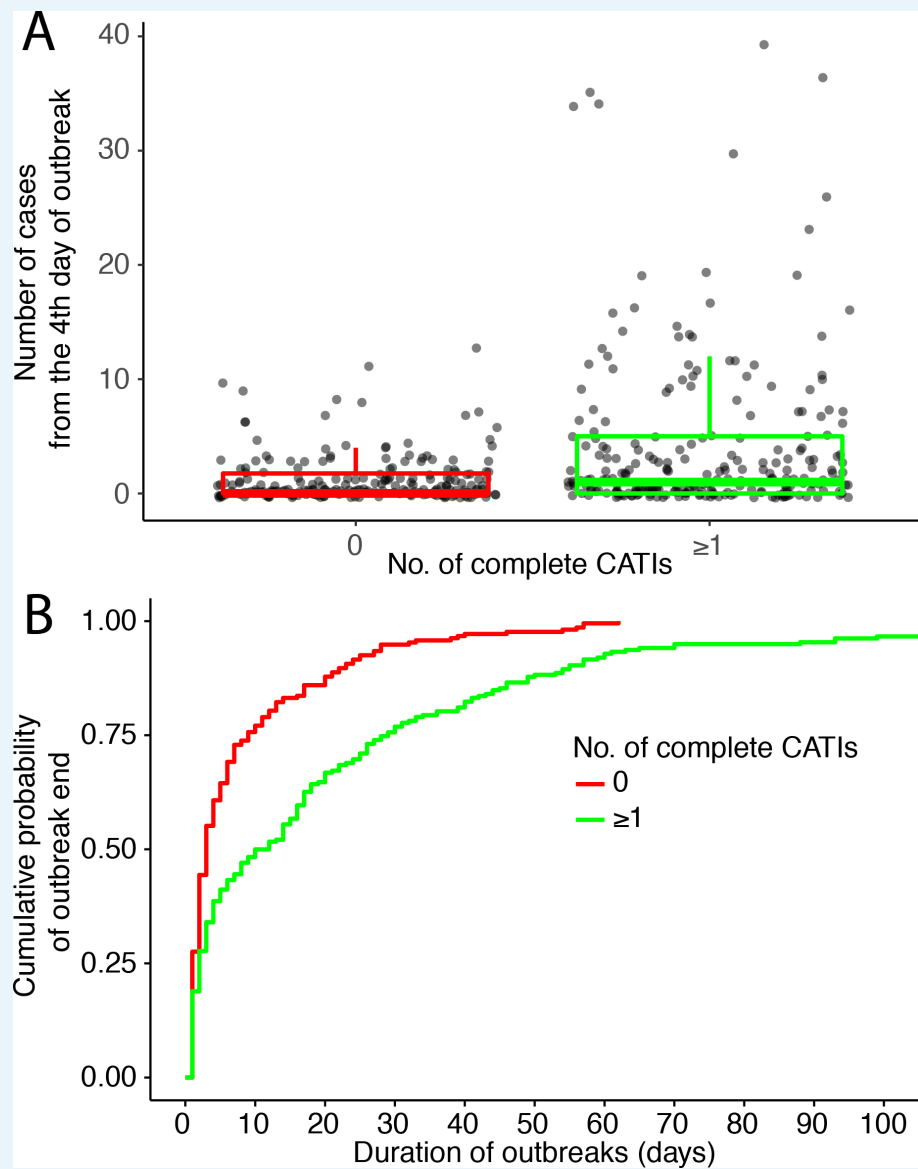 A
Number of cases
from the 4th day of outbreak
40
30
20
10
0
0
≥1
No. of complete CATIs
B
Cumulative probability
of outbreak end
1.00
0.75
0.50
0.25
0.00
No. of complete CATIs
0
≥1
0 10 20 30 40 50 60 70 80 90 100
Duration of outbreaks (days)